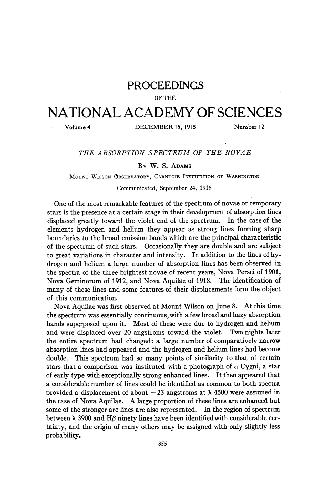 PROCEEDINGS
OF THE
NATIONAL ACADEMY OF SCIENCES
Volume 4 DECEMBER 15, 1918 Number 12
THE ABSORPTION SPECTRUM OF THE NOVAE
BY W. S. ADAMS
MOUNT WILSON OBSERVATORY, CARNEGIE INSTITUTION OF WASHINGTON
Communicated, September 24, 1918
One of the most remarkable features of the spectrum of novae or temporary
stars is the presence at a certain stage in their development of absorption lines
displaced greatly toward the violet end of the spectrum. In the case of the
elements hydrogen and helium they appear as strong lines forming sharp
boundaries to the broad emission bands which are the principal characteristic
of the spectrum of such stars. Occasionally they are double and are subject
to great variations in character and intensity. In addition to the lines of hy-
drogen and helium a large number of absorption lines has been observed in
the spectra of the three brightest novae of recent years, Nova Persei of 1901,
Nova Geminorum of 1912, and Nova Aquilae of 1918. The identification of
many of these lines and some features of their displacements form the object
of this communication.
Nova Aquilae was first observed at Mount Wilson on June 8. At this time
the spectrum was essentially continuous, with a few broad and hazy absorption
bands superposed upon it. Most of these were due to hydrogen and helium
and were displaced over 20 angstroms toward the violet. Two nights later
the entire spectrum had changed: a large number of comparatively narrow
absorption lines had appeared and the hydrogen and helium lines had become
double. This spectrum had so many points of similarity to that of certain
stars that a comparison was instituted with a photograph of α Cygni, a star
of early type with exceptionally strong enhanced lines. It then appeared that
a considerable number of lines could be identified as common to both spectra
provided a displacement of about −23 angstroms at λ 4500 were assumed in
the case of Nova Aquilae. A large proportion of these lines are enhanced but
some of the stronger arc lines are also represented. In the region of spectrum
between λ 3900 and Hβ ninety lines have been identified with considerable cer-
tainty, and the origin of many others may be assigned with only slightly less
probability.
355